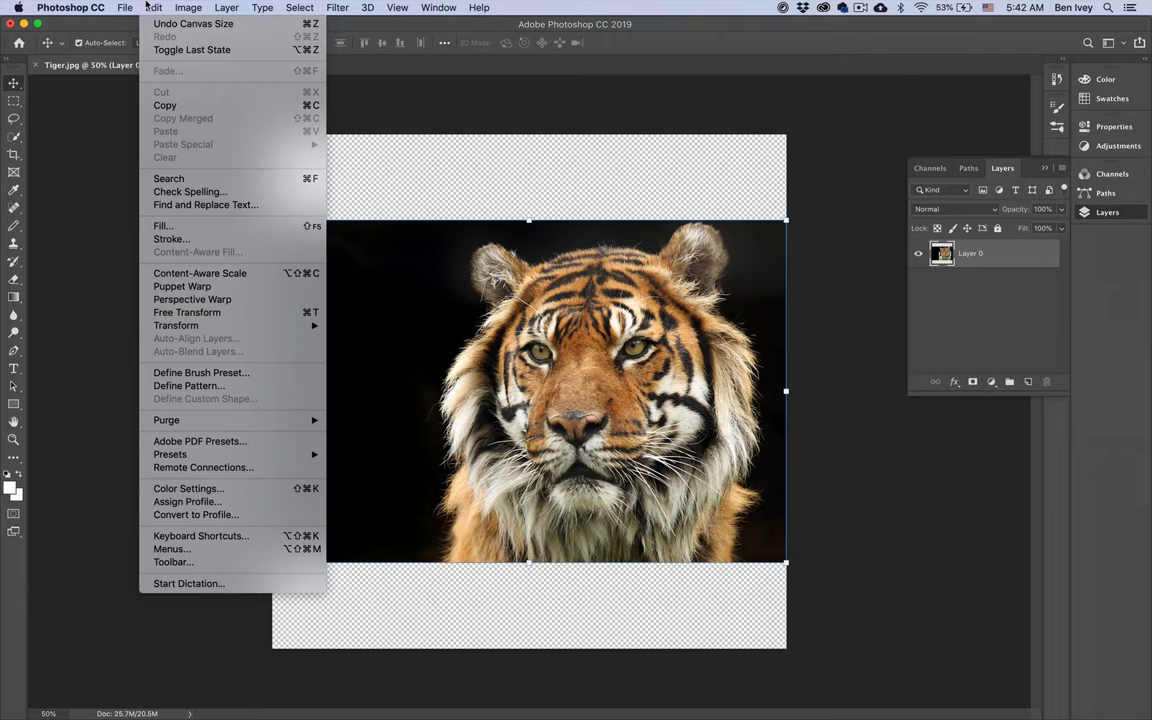 Photoshop CC File Edit Image Layer Type Select Filter 3D View Window Help 53% 5:42 AM Ben Ivey
Adobe Photoshop CC 2019
Undo Canvas Size ⌘Z
Redo ⇧⌘Z
Toggle Last State ⌥⌘Z
Fade... ⇧⌘F
Cut ⌘X
Copy ⌘C
Copy Merged ⇧⌘C
Paste ⌘V
Paste Special
Clear
Search ⌘F
Check Spelling...
Find and Replace Text...
Fill... ⇧F5
Stroke...
Content-Aware Fill...
Content-Aware Scale ⌥⇧⌘C
Puppet Warp
Perspective Warp
Free Transform ⌘T
Transform
Auto-Align Layers...
Auto-Blend Layers...
Define Brush Preset...
Define Pattern...
Define Custom Shape...
Purge
Adobe PDF Presets...
Presets
Remote Connections...
Color Settings... ⇧⌘K
Assign Profile...
Convert to Profile...
Keyboard Shortcuts... ⌥⇧⌘K
Menus... ⌥⇧⌘M
Toolbar...
Start Dictation...
Auto-Select:
3D Mode:
Tiger.jpg @ 50% (Layer 0
Channels Paths Layers
Kind
Normal Opacity: 100%
Lock: Fill: 100%
Layer 0
Color
Swatches
Properties
Adjustments
Channels
Paths
Layers
50% Doc: 25.7M/20.5M